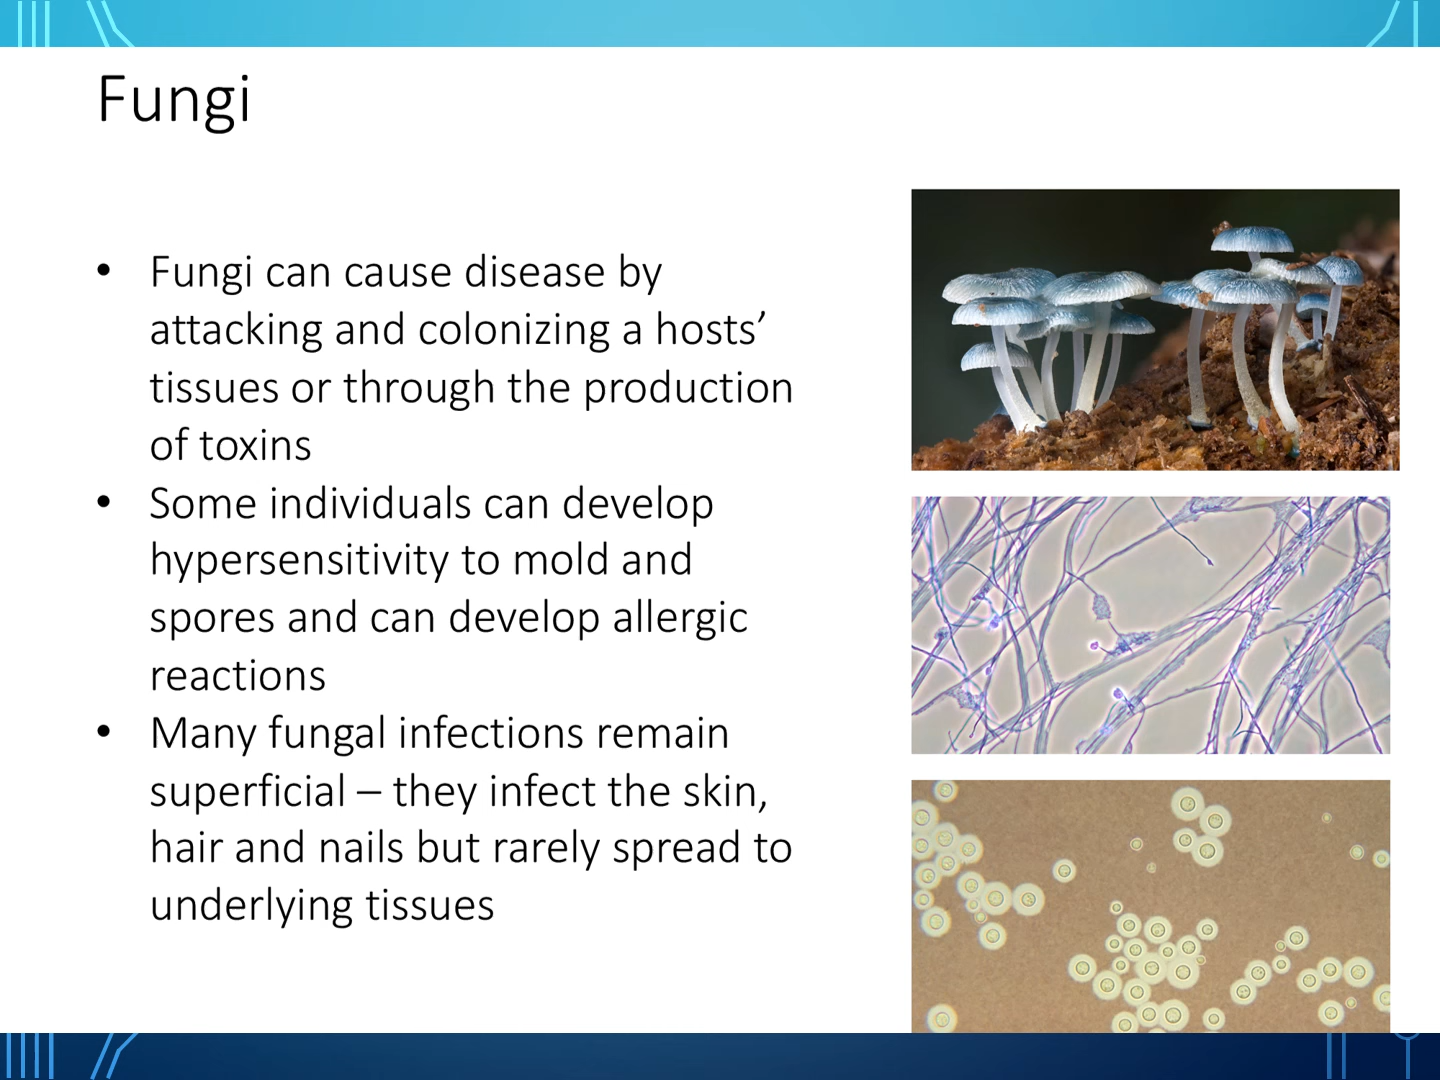 Fungi
• Fungi can cause disease by
attacking and colonizing a hosts’
tissues or through the production
of toxins
• Some individuals can develop
hypersensitivity to mold and
spores and can develop allergic
reactions
• Many fungal infections remain
superficial – they infect the skin,
hair and nails but rarely spread to
underlying tissues